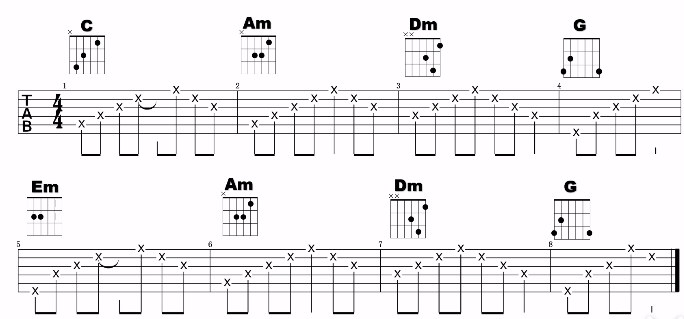 C Am Dm G
× × ×× 
1 2 3 4
T 4
A 4
B
X X X X X X X X X X X X X X X X X X X X X X X X X X X
Em Am Dm G
× ××
5 6 7 8
X X X X X X X X X X X X X X X X X X X X X X X X X X X X X